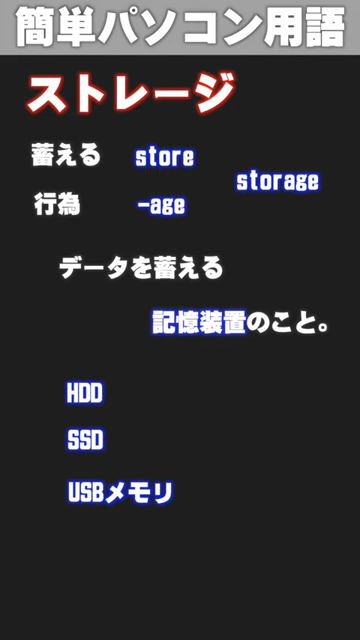 簡単パソコン用語
ストレージ
蓄える store
storage
行為 -age
データを蓄える
記憶装置のこと。
HDD
SSD
USBメモリ